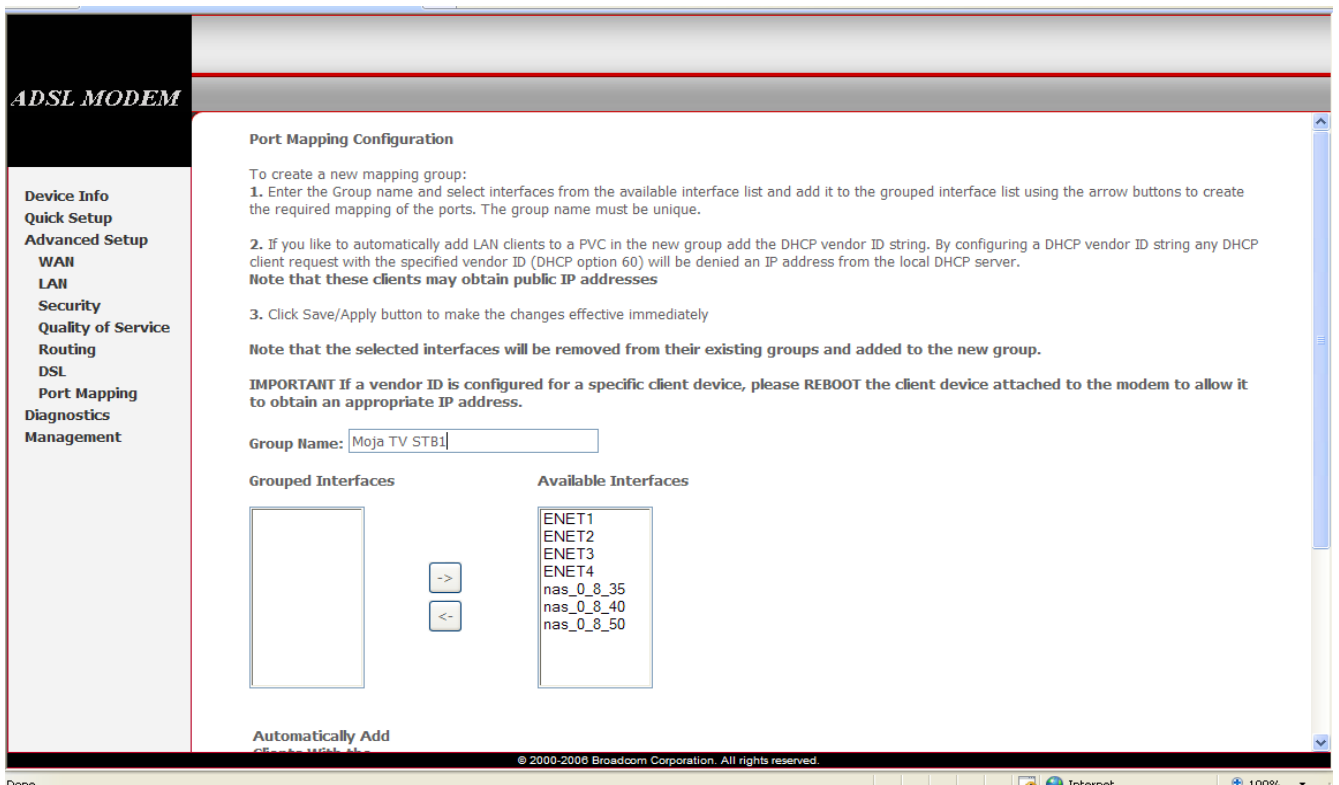 ADSL MODEM
Device Info
Quick Setup
Advanced Setup
WAN
LAN
Security
Quality of Service
Routing
DSL
Port Mapping
Diagnostics
Management
Port Mapping Configuration
To create a new mapping group:
1. Enter the Group name and select interfaces from the available interface list and add it to the grouped interface list using the arrow buttons to create
the required mapping of the ports. The group name must be unique.
2. If you like to automatically add LAN clients to a PVC in the new group add the DHCP vendor ID string. By configuring a DHCP vendor ID string any DHCP
client request with the specified vendor ID (DHCP option 60) will be denied an IP address from the local DHCP server.
Note that these clients may obtain public IP addresses
3. Click Save/Apply button to make the changes effective immediately
Note that the selected interfaces will be removed from their existing groups and added to the new group.
IMPORTANT If a vendor ID is configured for a specific client device, please REBOOT the client device attached to the modem to allow it
to obtain an appropriate IP address.
Group Name: Moja TV STB1
Grouped Interfaces Available Interfaces
ENET1
ENET2
ENET3
ENET4
nas_0_8_35
nas_0_8_40
nas_0_8_50
->
<-
Automatically Add
Clients With the
© 2000-2006 Broadcom Corporation. All rights reserved.
Done Internet 100%